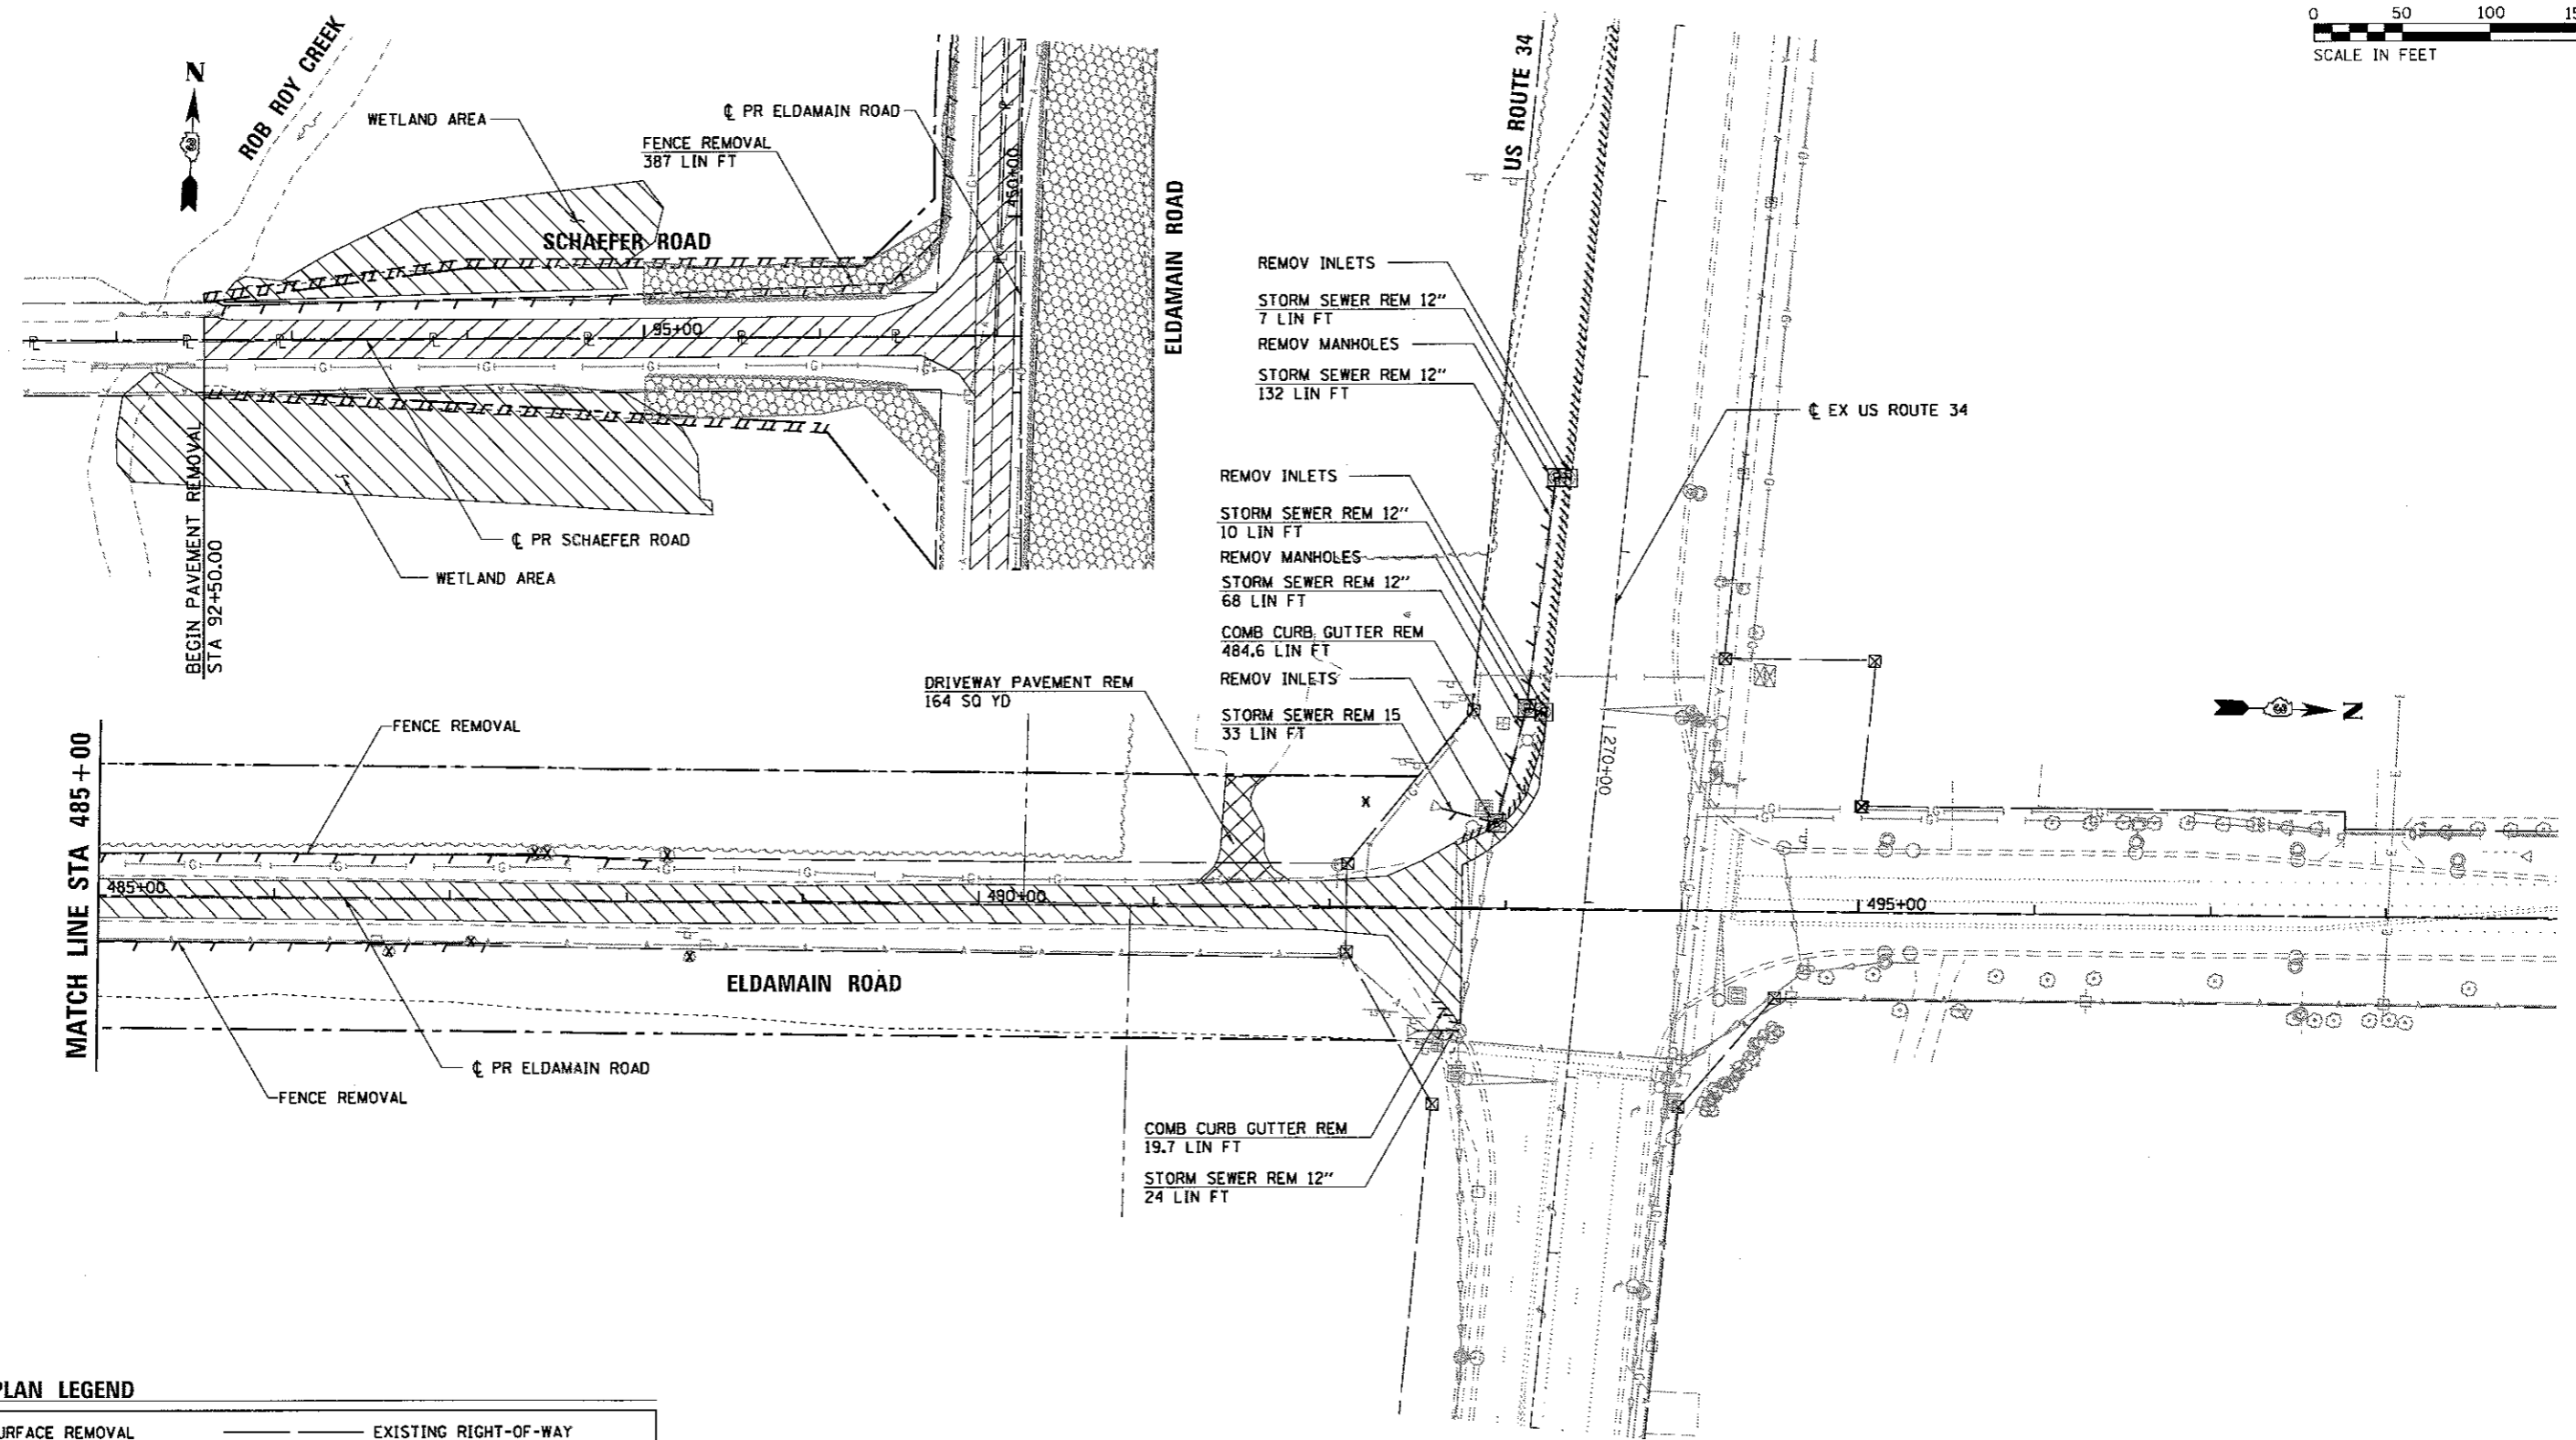 0 50 100 15
SCALE IN FEET
N
ROB ROY CREEK
WETLAND AREA
℄ PR ELDAMAIN ROAD
FENCE REMOVAL
387 LIN FT
450+00
SCHAEFER ROAD
ELDAMAIN ROAD
95+00
BEGIN PAVEMENT REMOVAL
STA 92+50.00
℄ PR SCHAEFER ROAD
WETLAND AREA
US ROUTE 34
REMOV INLETS
STORM SEWER REM 12"
7 LIN FT
REMOV MANHOLES
STORM SEWER REM 12"
132 LIN FT
℄ EX US ROUTE 34
REMOV INLETS
STORM SEWER REM 12"
10 LIN FT
REMOV MANHOLES
STORM SEWER REM 12"
68 LIN FT
COMB CURB GUTTER REM
484.6 LIN FT
REMOV INLETS
STORM SEWER REM 15
33 LIN FT
DRIVEWAY PAVEMENT REM
164 SQ YD
N
270+00
MATCH LINE STA 485+00
FENCE REMOVAL
485+00
490+00
495+00
ELDAMAIN ROAD
℄ PR ELDAMAIN ROAD
FENCE REMOVAL
COMB CURB GUTTER REM
19.7 LIN FT
STORM SEWER REM 12"
24 LIN FT
PLAN LEGEND
URFACE REMOVAL
EXISTING RIGHT-OF-WAY